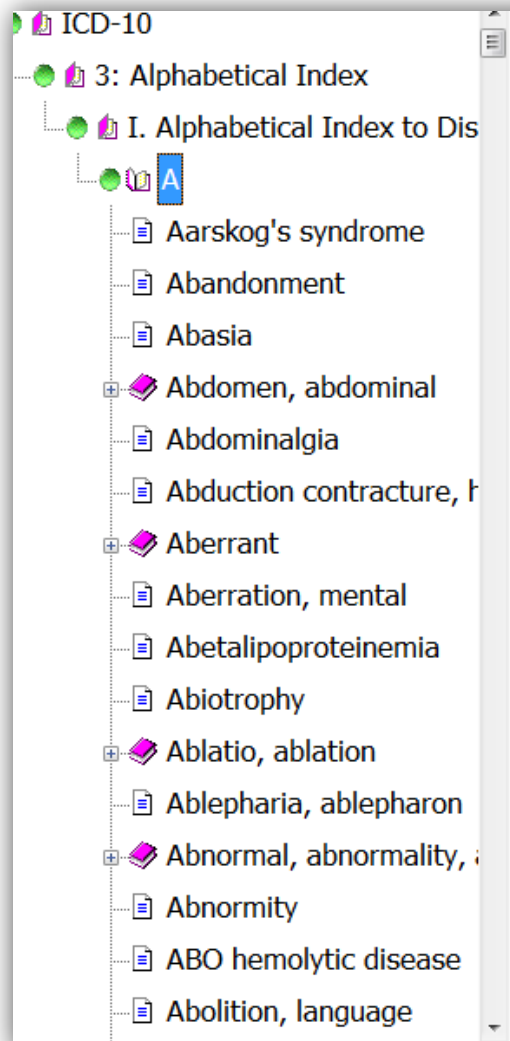 ICD-10
3: Alphabetical Index
I. Alphabetical Index to Dis
A
Aarskog's syndrome
Abandonment
Abasia
Abdomen, abdominal
Abdominalgia
Abduction contracture, h
Aberrant
Aberration, mental
Abetalipoproteinemia
Abiotrophy
Ablatio, ablation
Ablepharia, ablepharon
Abnormal, abnormality, a
Abnormity
ABO hemolytic disease
Abolition, language